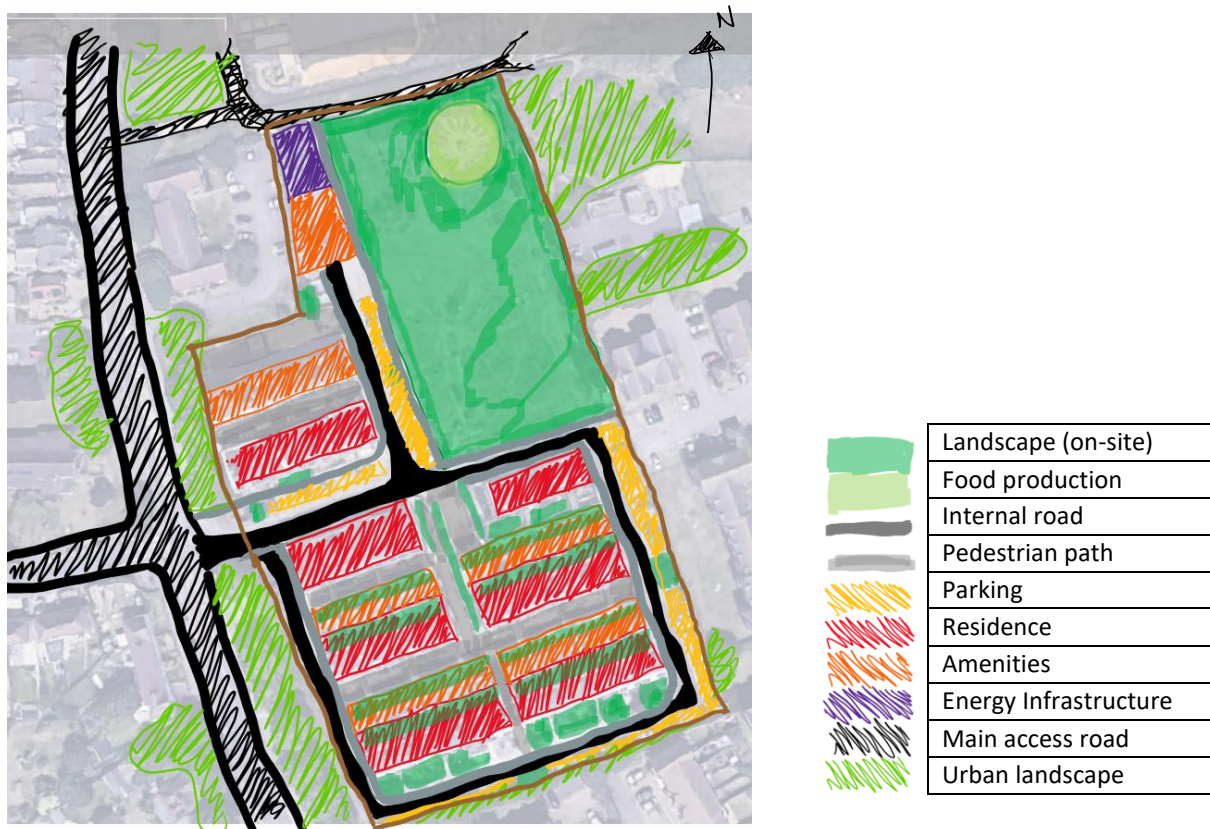 N
Landscape (on-site)
Food production
Internal road
Pedestrian path
Parking
Residence
Amenities
Energy Infrastructure
Main access road
Urban landscape